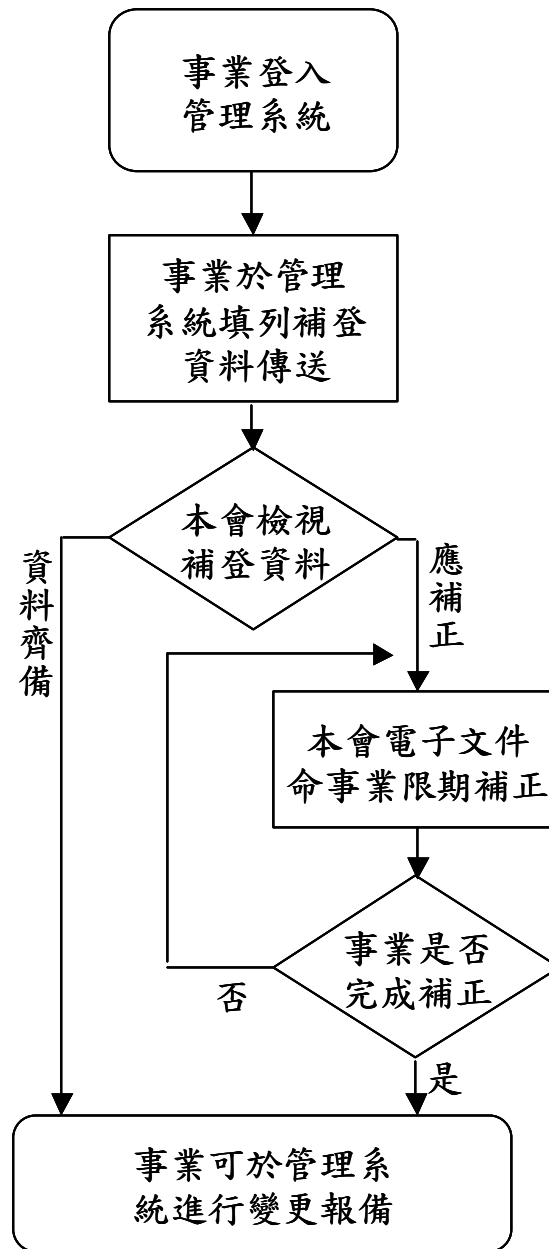 事業登入
管理系統
事業於管理
系統填列補登
資料傳送
本會檢視
補登資料
資料齊備
應補正
本會電子文件
命事業限期補正
事業是否
完成補正
否
是
事業可於管理系
統進行變更報備